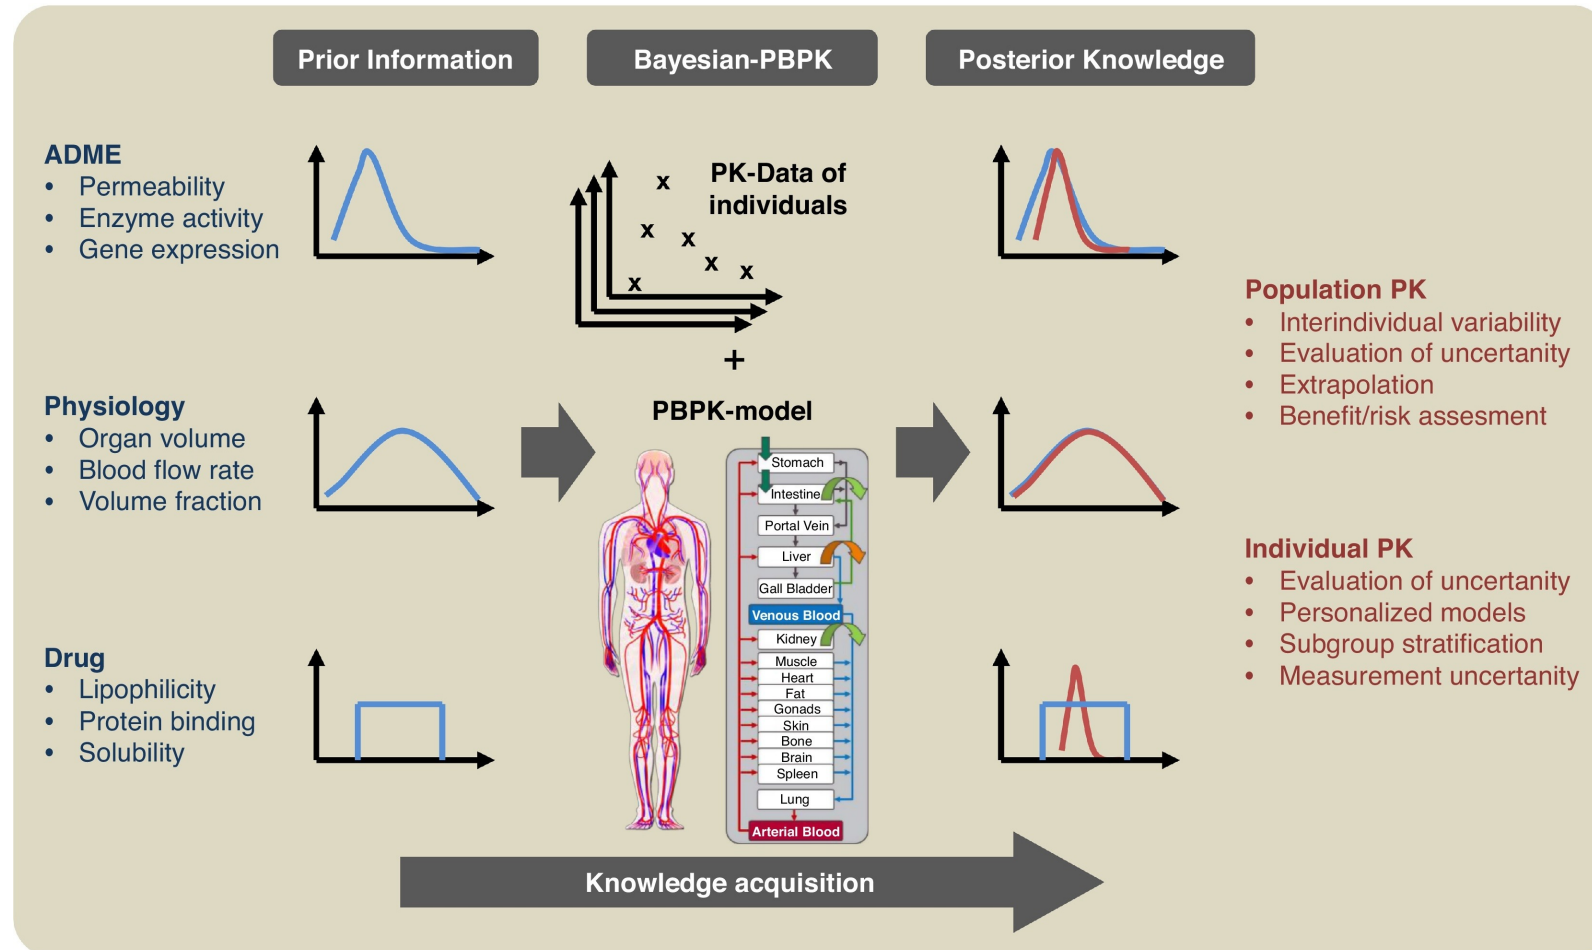 Prior Information
Bayesian-PBPK
Posterior Knowledge
ADME
• Permeability
• Enzyme activity
• Gene expression
Physiology
• Organ volume
• Blood flow rate
• Volume fraction
Drug
• Lipophilicity
• Protein binding
• Solubility
PK-Data of
individuals
x
x
x
x
x
x
+
PBPK-model
Stomach
Intestine
Portal Vein
Liver
Gall Bladder
Venous Blood
Kidney
Muscle
Heart
Fat
Gonads
Skin
Bone
Brain
Spleen
Lung
Arterial Blood
Population PK
• Interindividual variability
• Evaluation of uncertanity
• Extrapolation
• Benefit/risk assesment
Individual PK
• Evaluation of uncertanity
• Personalized models
• Subgroup stratification
• Measurement uncertanity
Knowledge acquisition